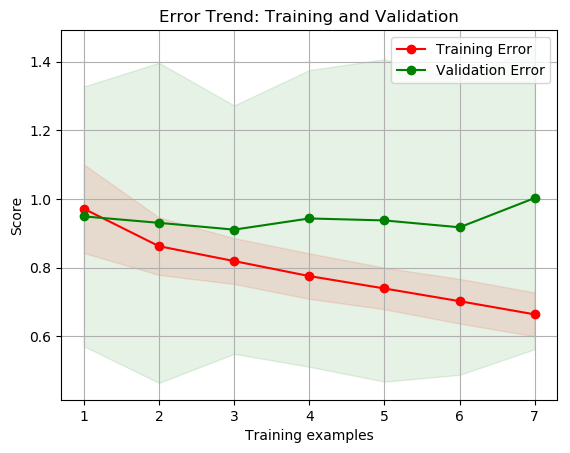 Error Trend: Training and Validation
Training Error
Validation Error
Score
1.4
1.2
1.0
0.8
0.6
1 2 3 4 5 6 7
Training examples